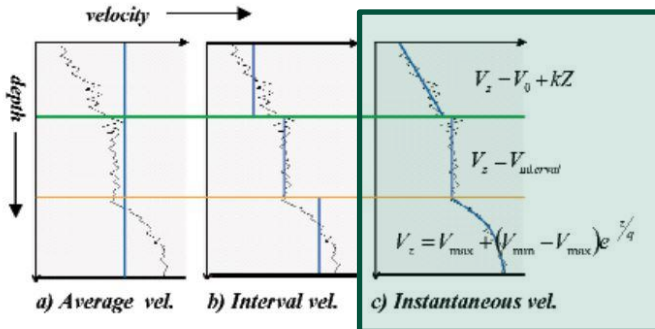 velocity
depth
V_z – V_0 + kZ
V_z – V_interval
V_z = V_max + (V_min – V_max)e^{z/q}
a) Average vel.
b) Interval vel.
c) Instantaneous vel.